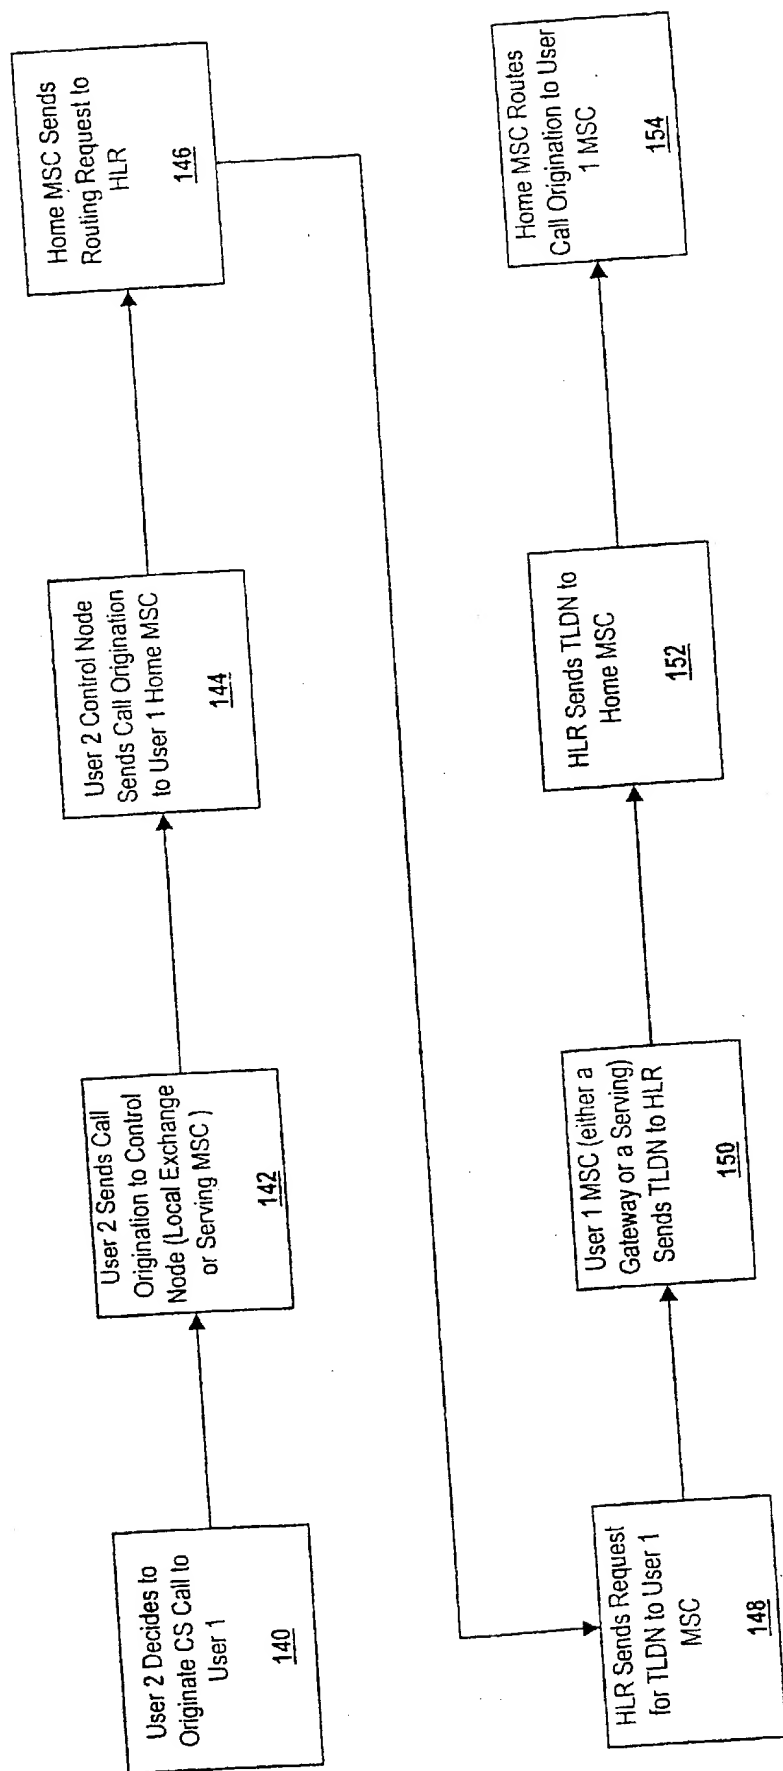 User 2 Decides to
Originate CS Call to
User 1
140
User 2 Sends Call
Origination to Control
Node (Local Exchange
or Serving MSC )
142
User 2 Control Node
Sends Call Origination
to User 1 Home MSC
144
Home MSC Sends
Routing Request to
HLR
146
HLR Sends Request
for TLDN to User 1
MSC
148
User 1 MSC (either a
Gateway or a Serving)
Sends TLDN to HLR
150
HLR Sends TLDN to
Home MSC
152
Home MSC Routes
Call Origination to User
1 MSC
154